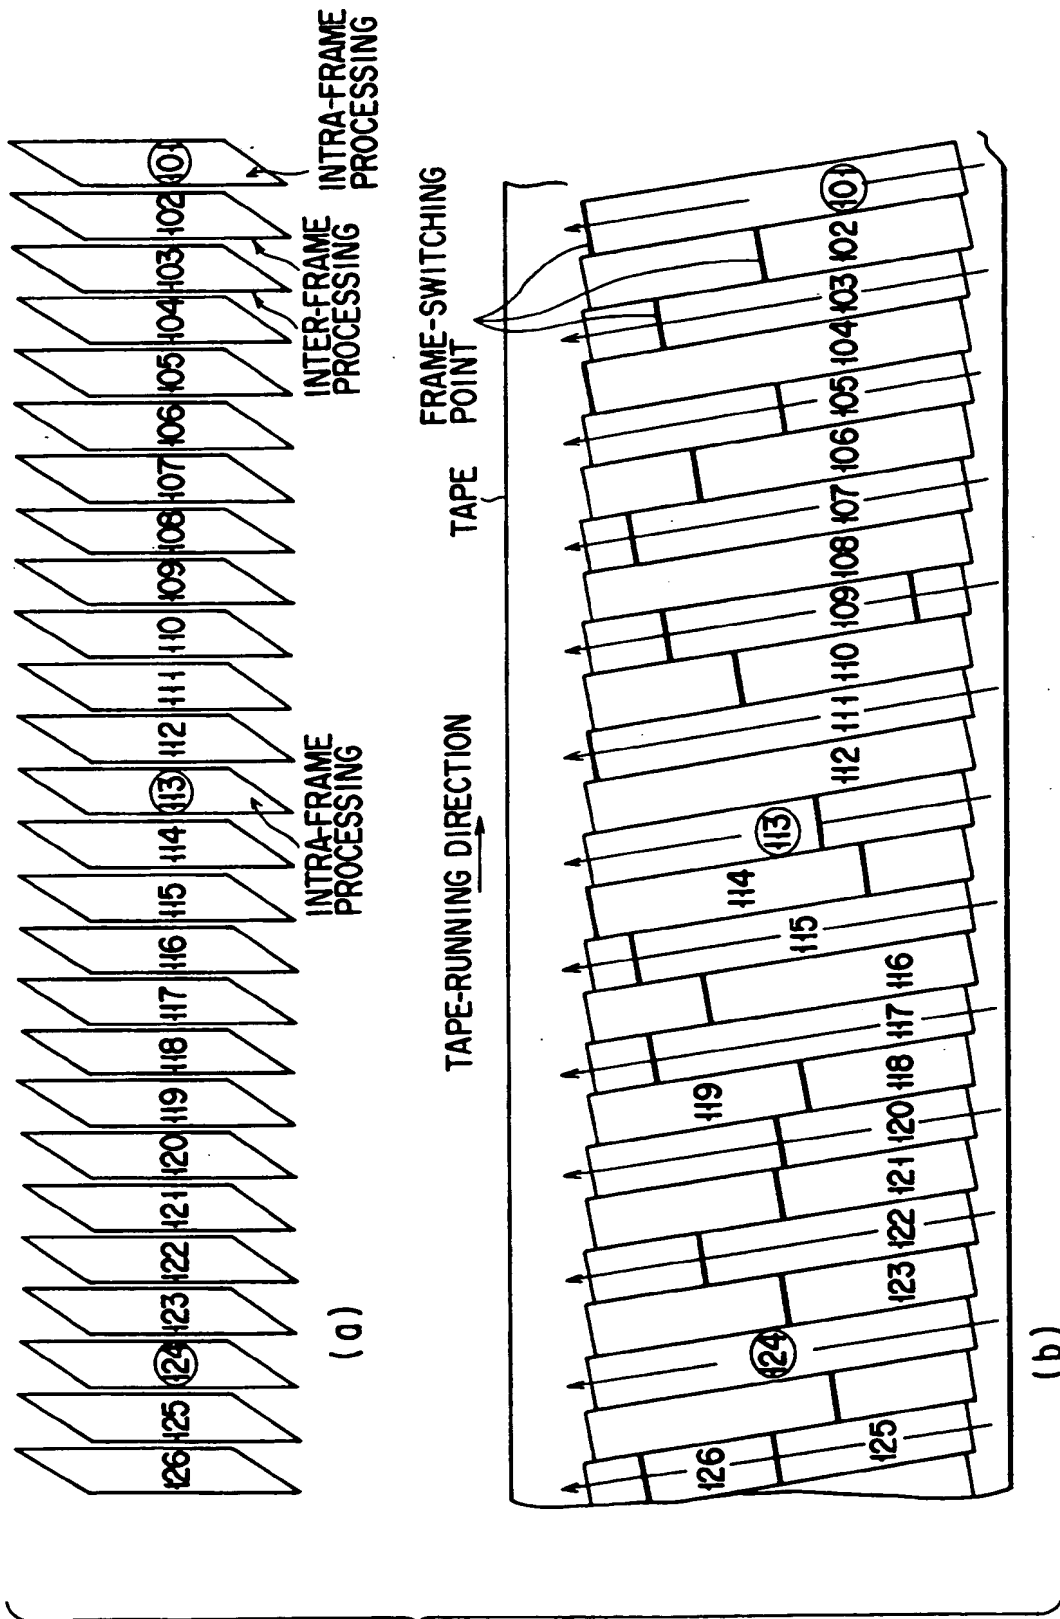 126 125 124 123 122 121 120 119 118 117 116 115 114 113 112 111 110 109 108 107 106 105 104 103 102 101
INTRA-FRAME
PROCESSING
INTER-FRAME
PROCESSING
INTRA-FRAME
PROCESSING
(a)
TAPE-RUNNING DIRECTION
TAPE
FRAME-SWITCHING
POINT
126 125 124 123 122 121 120 119 118 117 116 115 114 113 112 111 110 109 108 107 106 105 104 103 102 101
(b)